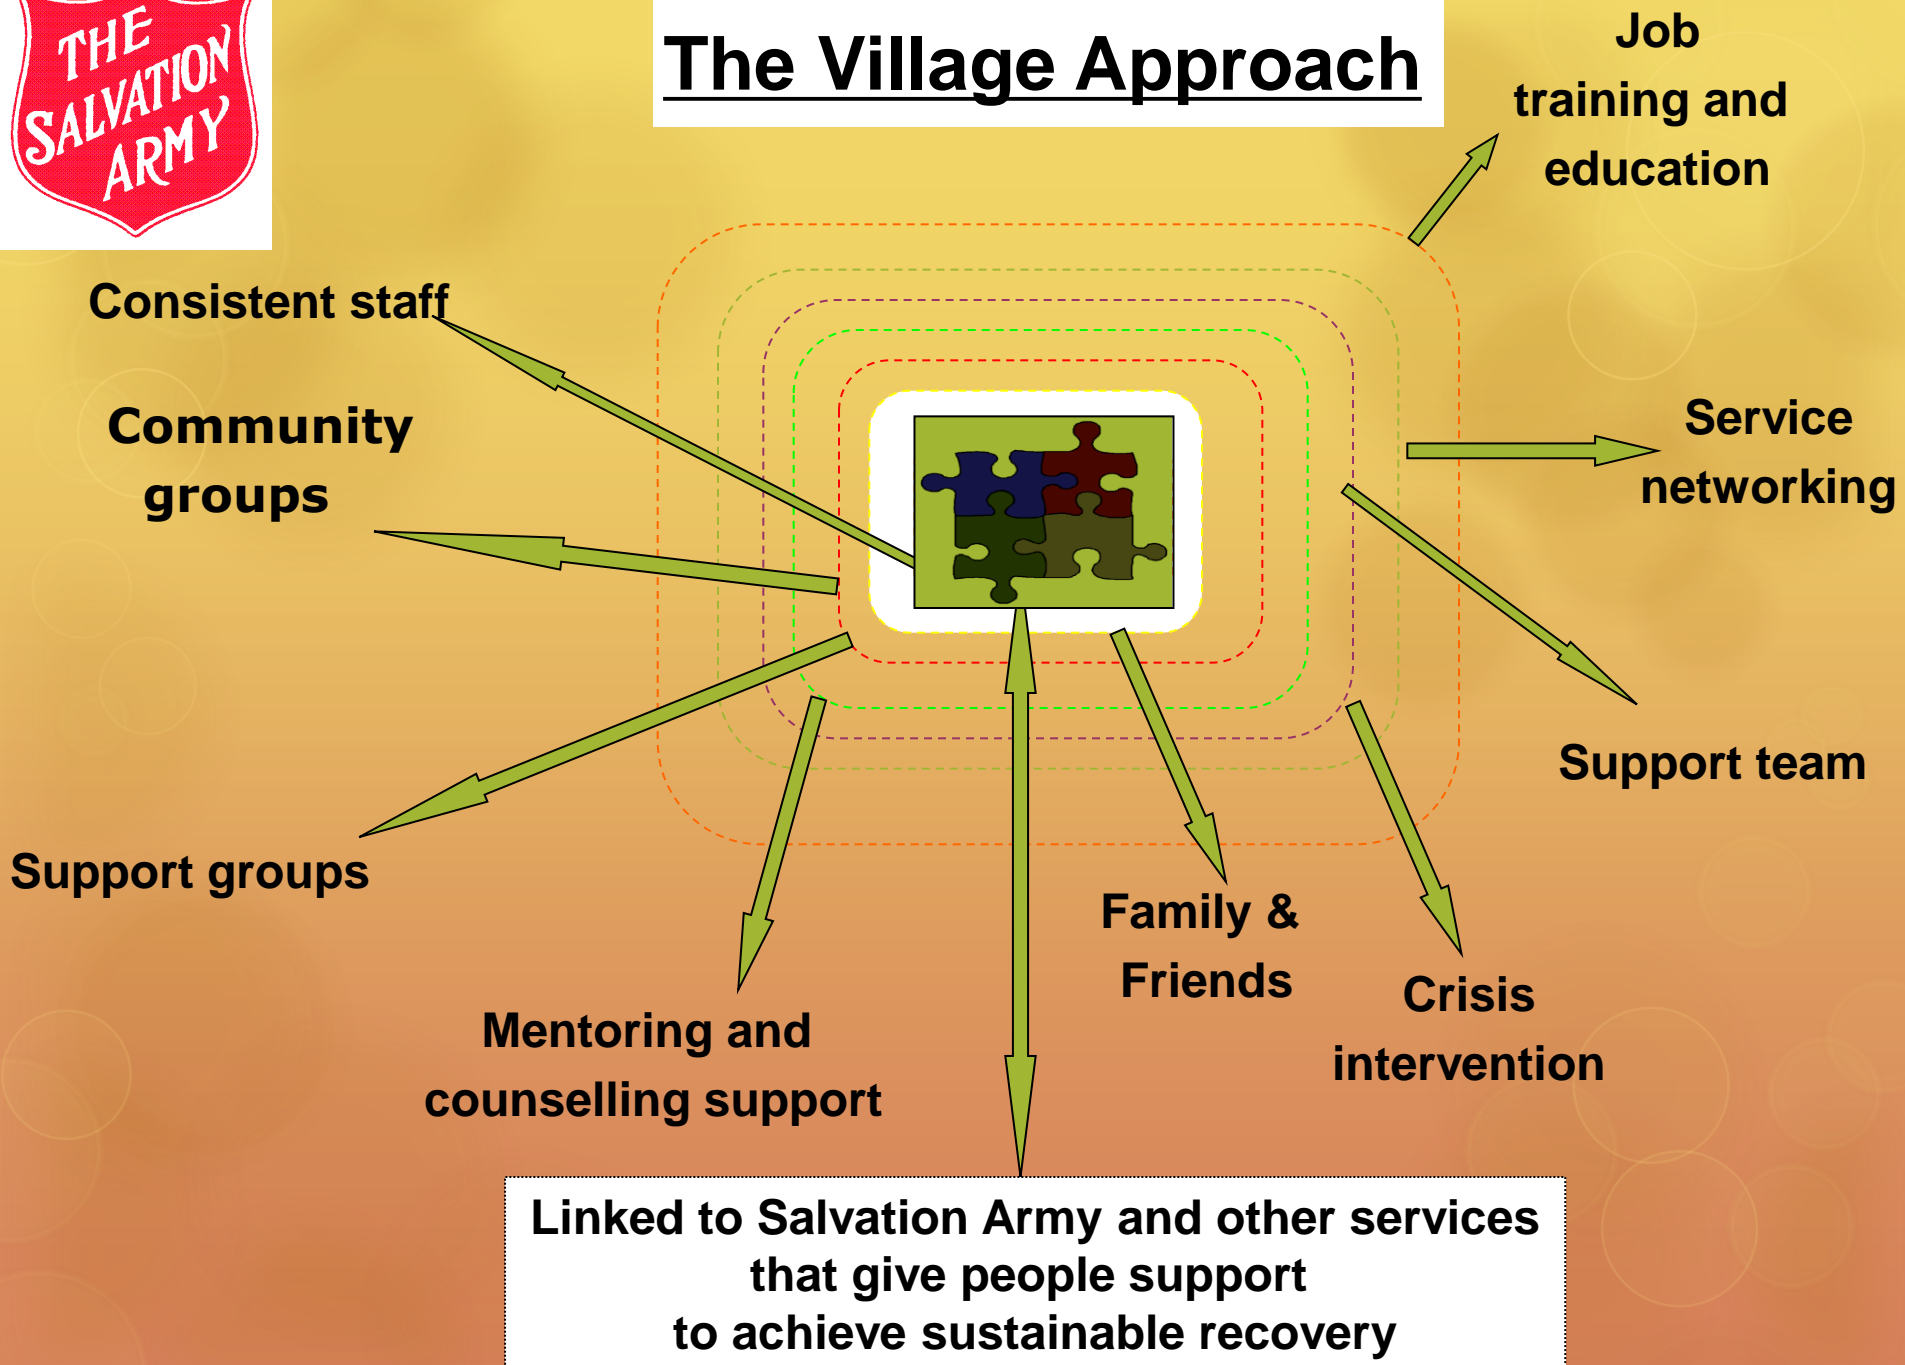 THE
SALVATION
ARMY
The Village Approach
Job
training and
education
Consistent staff
Community
groups
Service
networking
Support team
Support groups
Family &
Friends
Crisis
intervention
Mentoring and
counselling support
Linked to Salvation Army and other services
that give people support
to achieve sustainable recovery